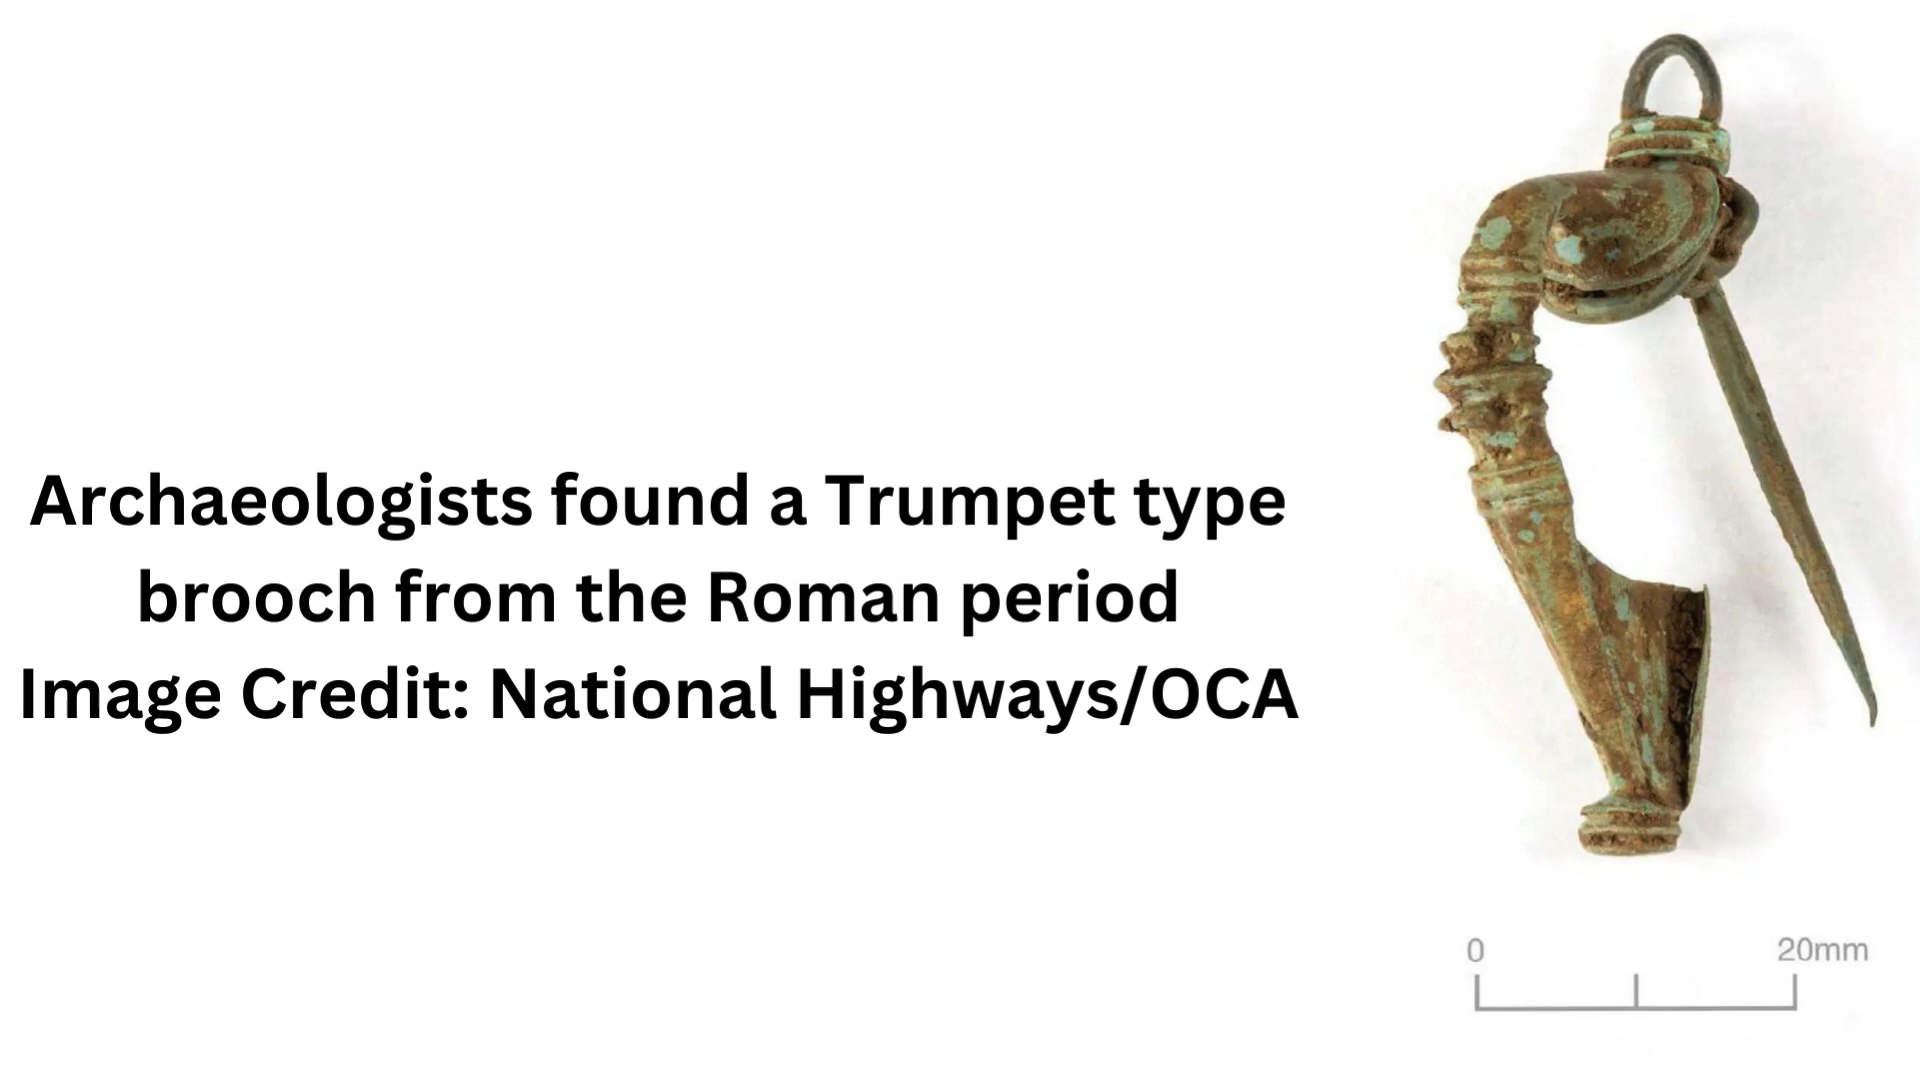 Archaeologists found a Trumpet type
brooch from the Roman period
Image Credit: National Highways/OCA
0 20mm